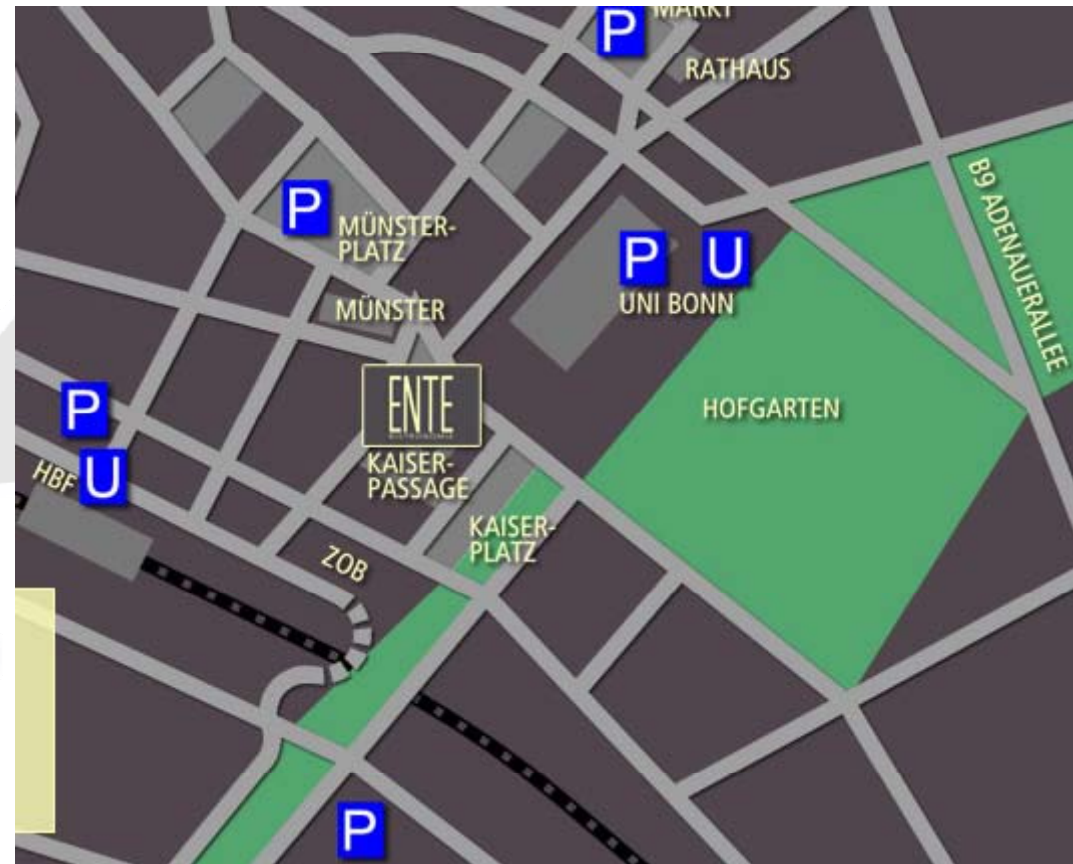 MARKT
P
RATHAUS
P
MÜNSTER-
PLATZ
B9 ADENAUERALLEE
P
U
UNI BONN
MÜNSTER
ENTE
HOFGARTEN
P
U
HBF
KAISER-
PASSAGE
KAISER-
PLATZ
ZOB
P